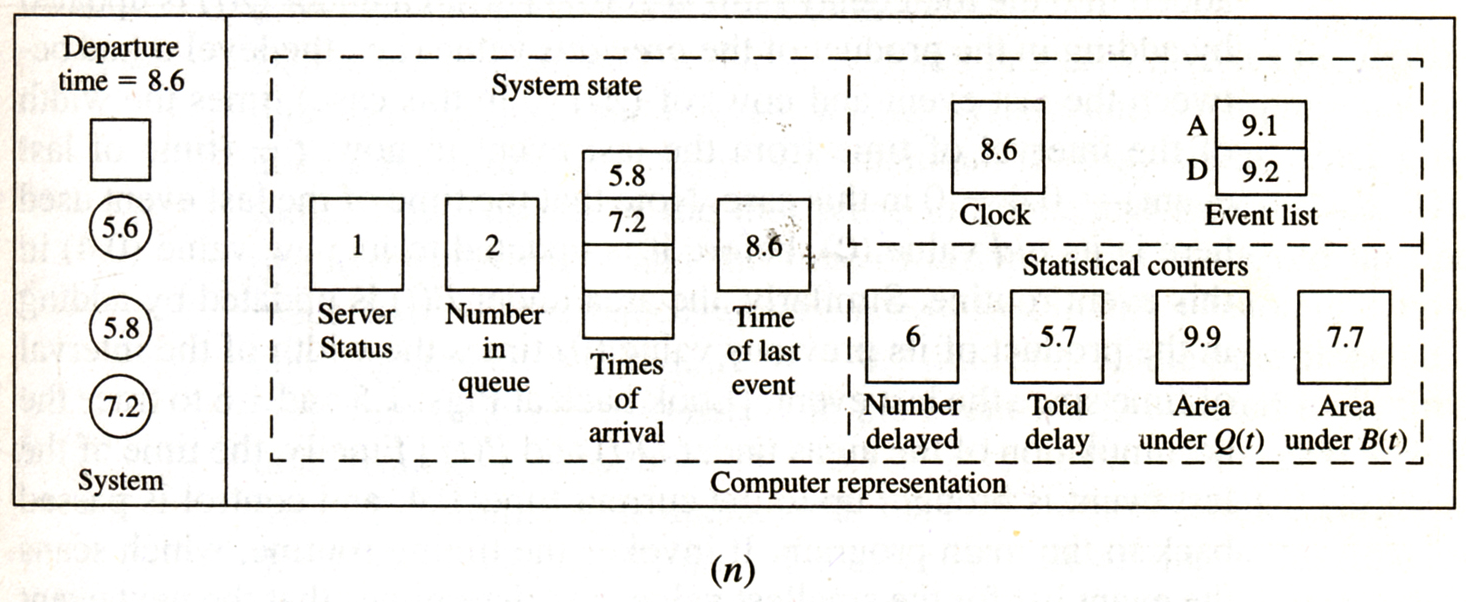 Departure
time = 8.6
5.6
5.8
7.2
System
System state
1
Server
Status
2
Number
in
queue
5.8
7.2
Times
of
arrival
8.6
Time
of last
event
8.6
Clock
A 9.1
D 9.2
Event list
Statistical counters
6
Number
delayed
5.7
Total
delay
9.9
Area
under Q(t)
7.7
Area
under B(t)
Computer representation
(n)